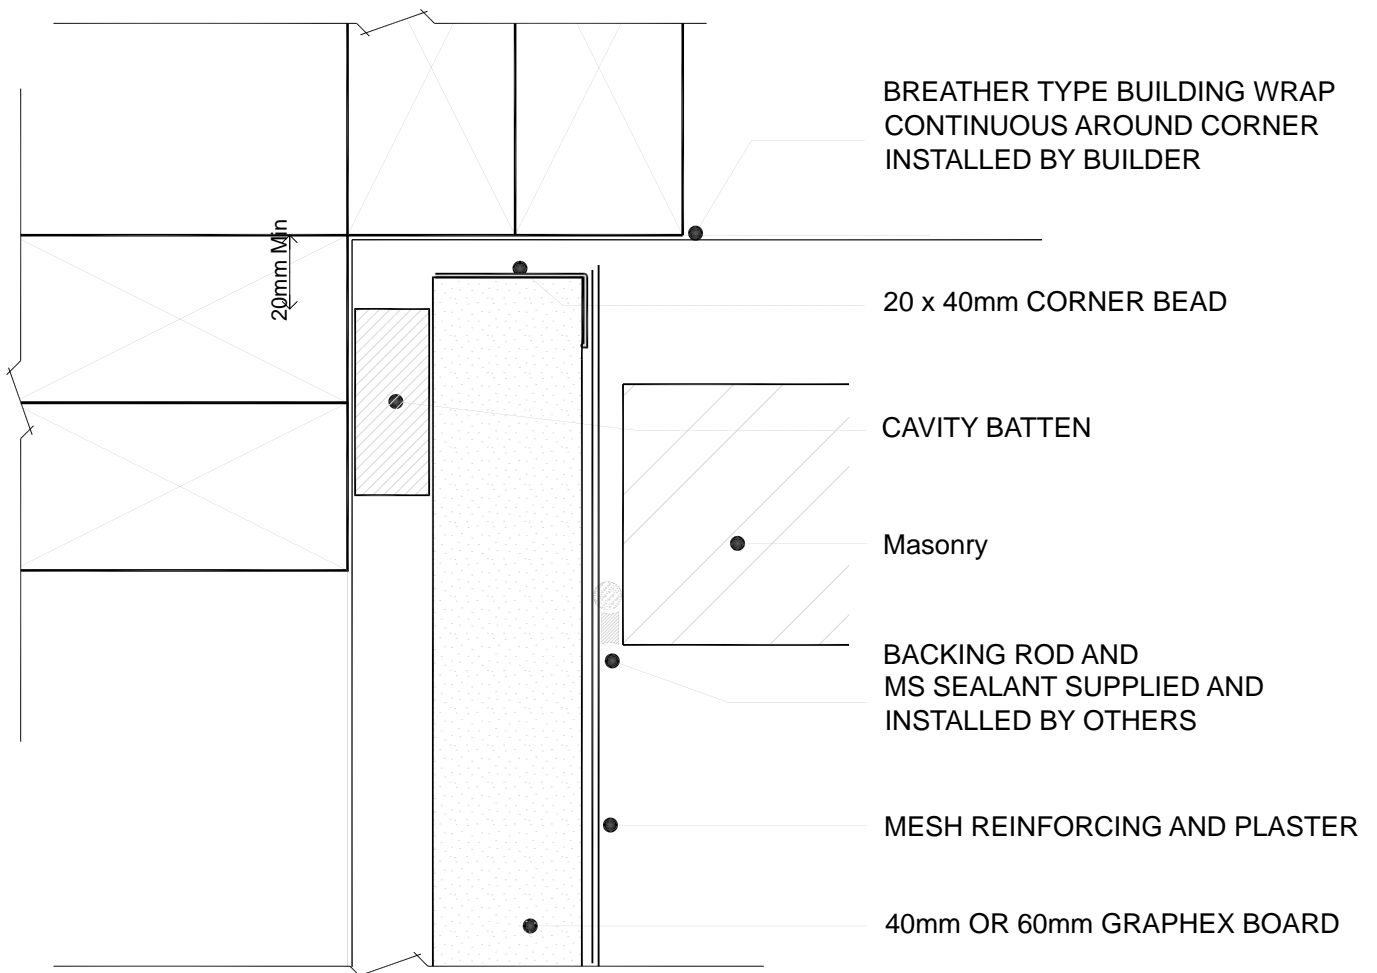 BREATHER TYPE BUILDING WRAP
CONTINUOUS AROUND CORNER
INSTALLED BY BUILDER
20mm Min
20 x 40mm CORNER BEAD
CAVITY BATTEN
Masonry
BACKING ROD AND
MS SEALANT SUPPLIED AND
INSTALLED BY OTHERS
MESH REINFORCING AND PLASTER
40mm OR 60mm GRAPHEX BOARD